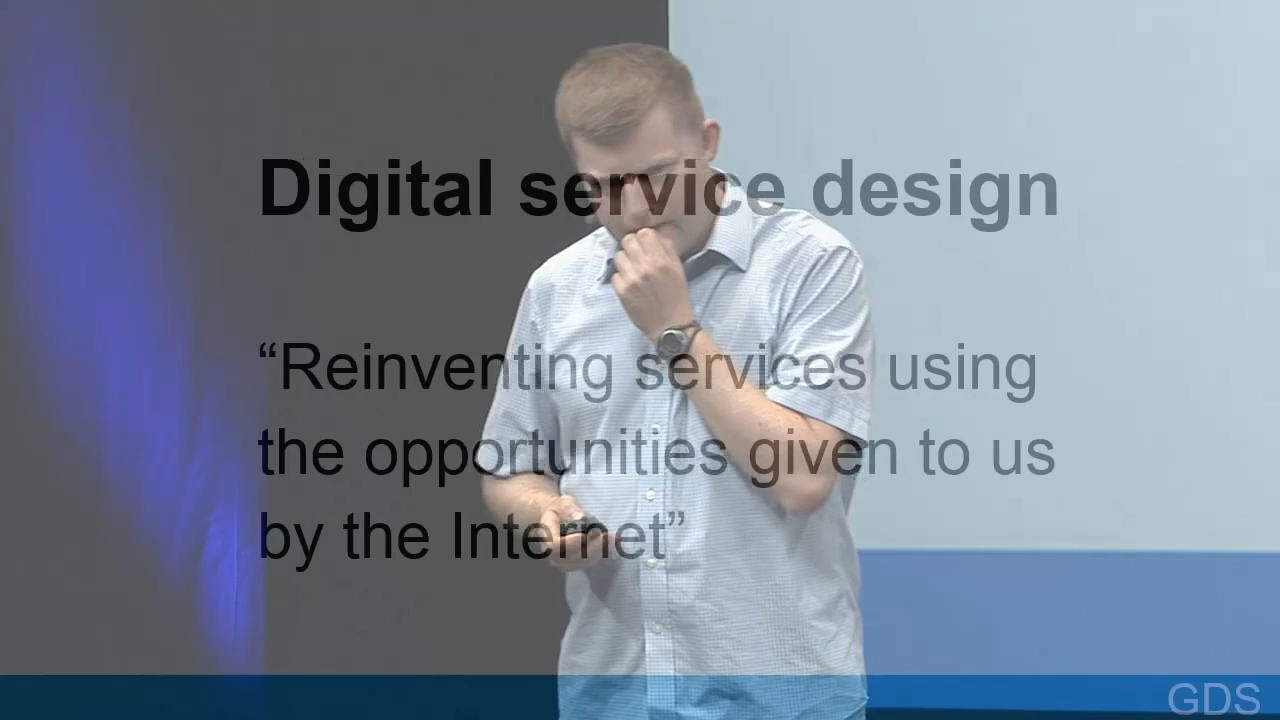 Digital service design
“Reinventing services using
the opportunities given to us
by the Internet”
GDS